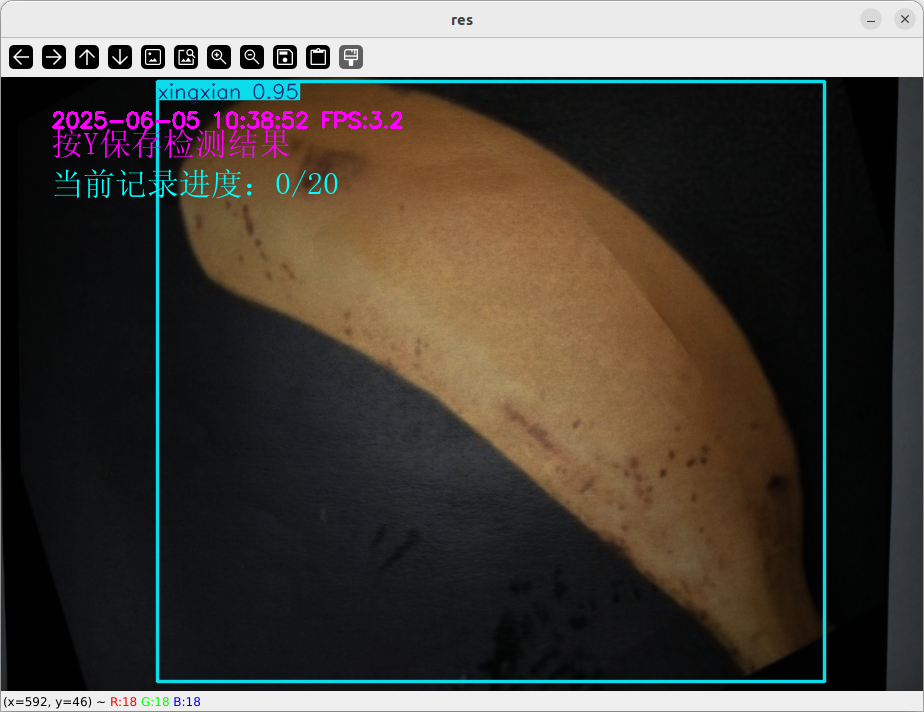 res
xingxian 0.95
2025-06-05 10:38:52 FPS:3.2
按Y保存检测结果
当前记录进度：0/20
(x=592, y=46) ~ R:18 G:18 B:18